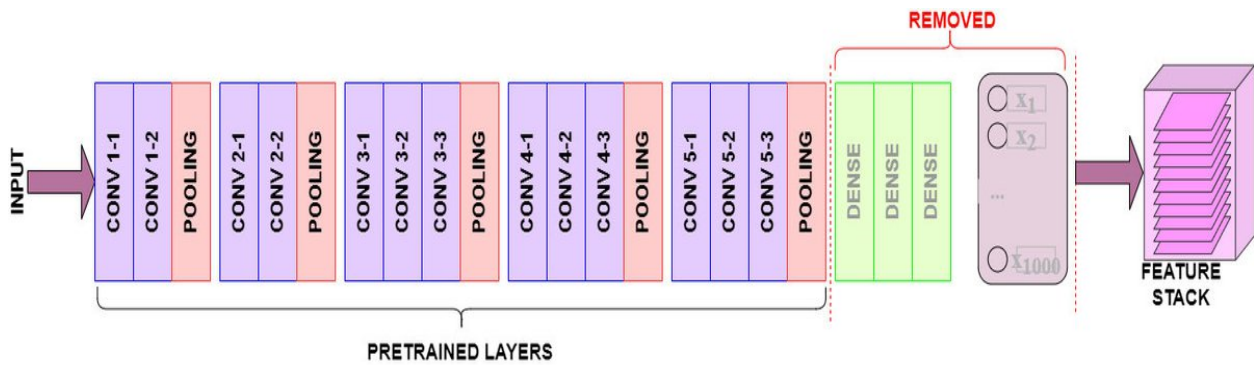 REMOVED
INPUT
CONV 1-1
CONV 1-2
POOLING
CONV 2-1
CONV 2-2
POOLING
CONV 3-1
CONV 3-2
CONV 3-3
POOLING
CONV 4-1
CONV 4-2
CONV 4-3
POOLING
CONV 5-1
CONV 5-2
CONV 5-3
POOLING
DENSE
DENSE
DENSE
x1
x2
...
x1000
FEATURE
STACK
PRETRAINED LAYERS